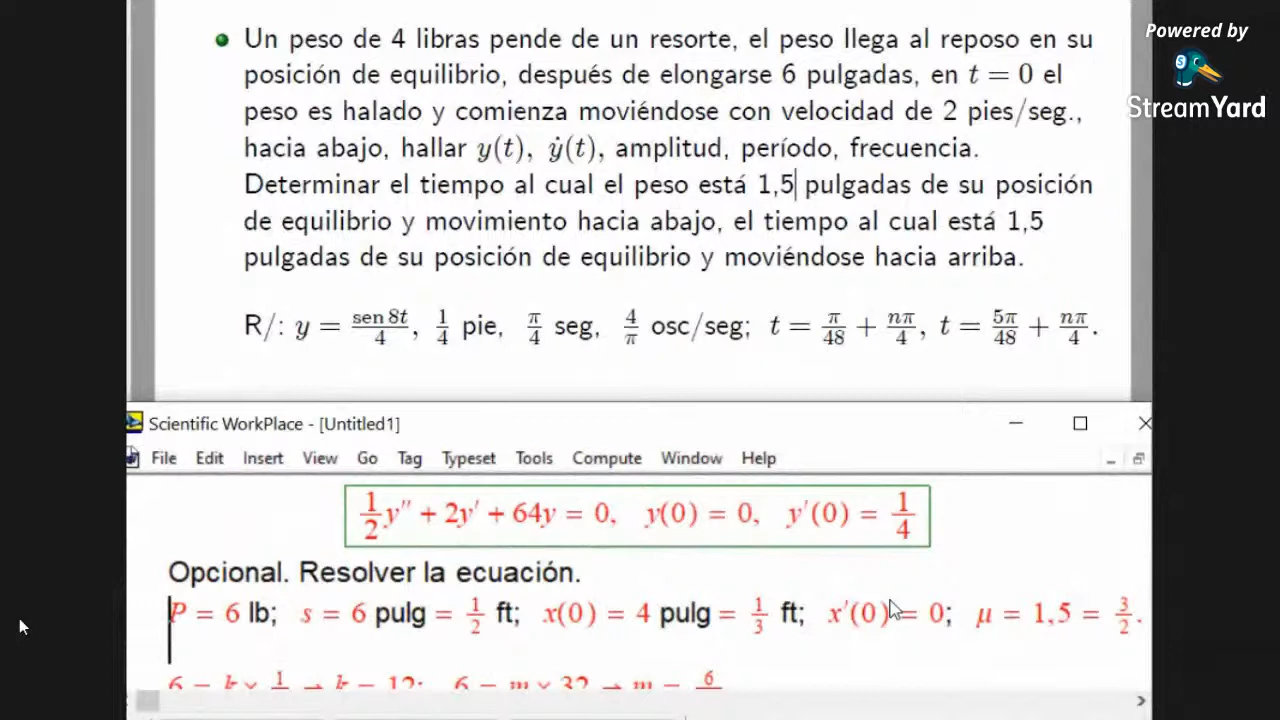 Powered by
StreamYard
Un peso de 4 libras pende de un resorte, el peso llega al reposo en su
posición de equilibrio, después de elongarse 6 pulgadas, en t = 0 el
peso es halado y comienza moviéndose con velocidad de 2 pies/seg.,
hacia abajo, hallar y(t), ẏ(t), amplitud, período, frecuencia.
Determinar el tiempo al cual el peso está 1,5 pulgadas de su posición
de equilibrio y movimiento hacia abajo, el tiempo al cual está 1,5
pulgadas de su posición de equilibrio y moviéndose hacia arriba.
R/: y = sen 8t/4, 1/4 pie, π/4 seg, 4/π osc/seg; t = π/48 + nπ/4, t = 5π/48 + nπ/4.
Scientific WorkPlace - [Untitled1]
File Edit Insert View Go Tag Typeset Tools Compute Window Help
1/2 y'' + 2y' + 64y = 0, y(0) = 0, y'(0) = 1/4
Opcional. Resolver la ecuación.
P = 6 lb; s = 6 pulg = 1/2 ft; x(0) = 4 pulg = 1/3 ft; x'(0) = 0; μ = 1,5 = 3/2.
6 = k × 1 → k = 12; 6 = m × 32 → m = 6